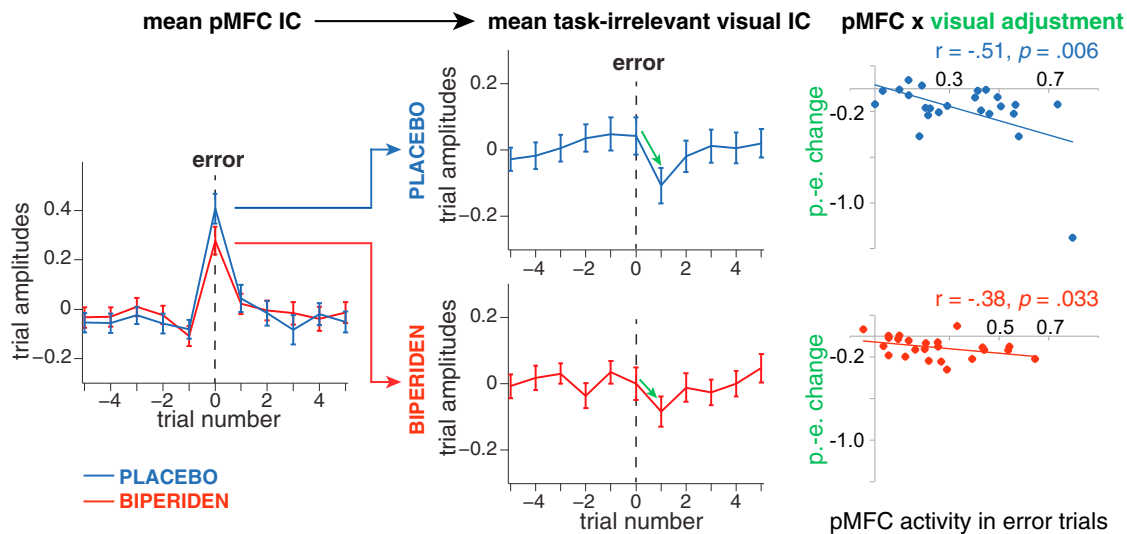 mean pMFC IC
mean task-irrelevant visual IC
pMFC x visual adjustment
error
trial amplitudes
0.4
0.2
0
−0.2
−4
−2
0
2
4
trial number
PLACEBO
BIPERIDEN
PLACEBO
error
trial amplitudes
0.2
0
−0.2
−4
−2
0
2
4
BIPERIDEN
trial amplitudes
0.2
0
−0.2
−4
−2
0
2
4
trial number
r = -.51, p = .006
0.3
0.7
-0.2
-1.0
p.-e. change
r = -.38, p = .033
0.5
0.7
-0.2
-1.0
p.-e. change
pMFC activity in error trials